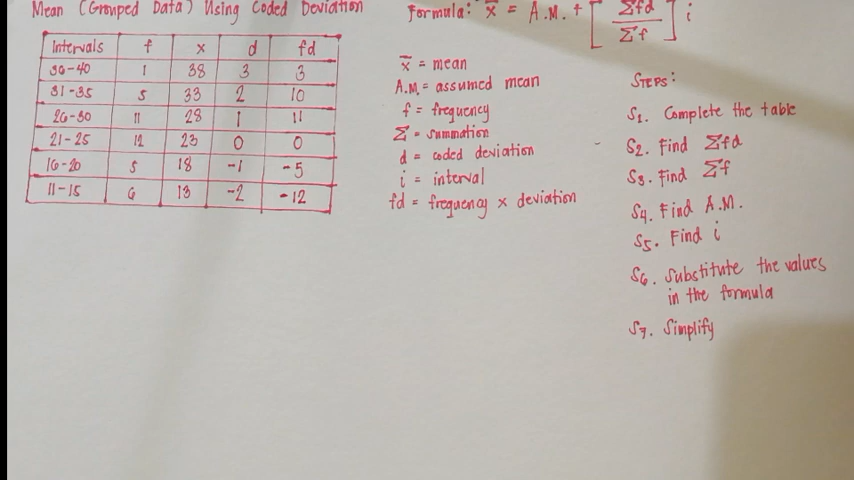 Mean (Grouped Data) Using Coded Deviation
Intervals f x d fd
36-40 1 38 3 3
31-35 5 33 2 10
26-30 11 28 1 11
21-25 12 23 0 0
16-20 5 18 -1 -5
11-15 6 13 -2 -12
Formula: x̄ = A.M. + [Σfd / Σf] i
x̄ = mean
A.M. = assumed mean
f = frequency
Σ = summation
d = coded deviation
i = interval
fd = frequency x deviation
STEPS:
S1. Complete the table
S2. Find Σfd
S3. Find Σf
S4. Find A.M.
S5. Find i
S6. Substitute the values
in the formula
S7. Simplify